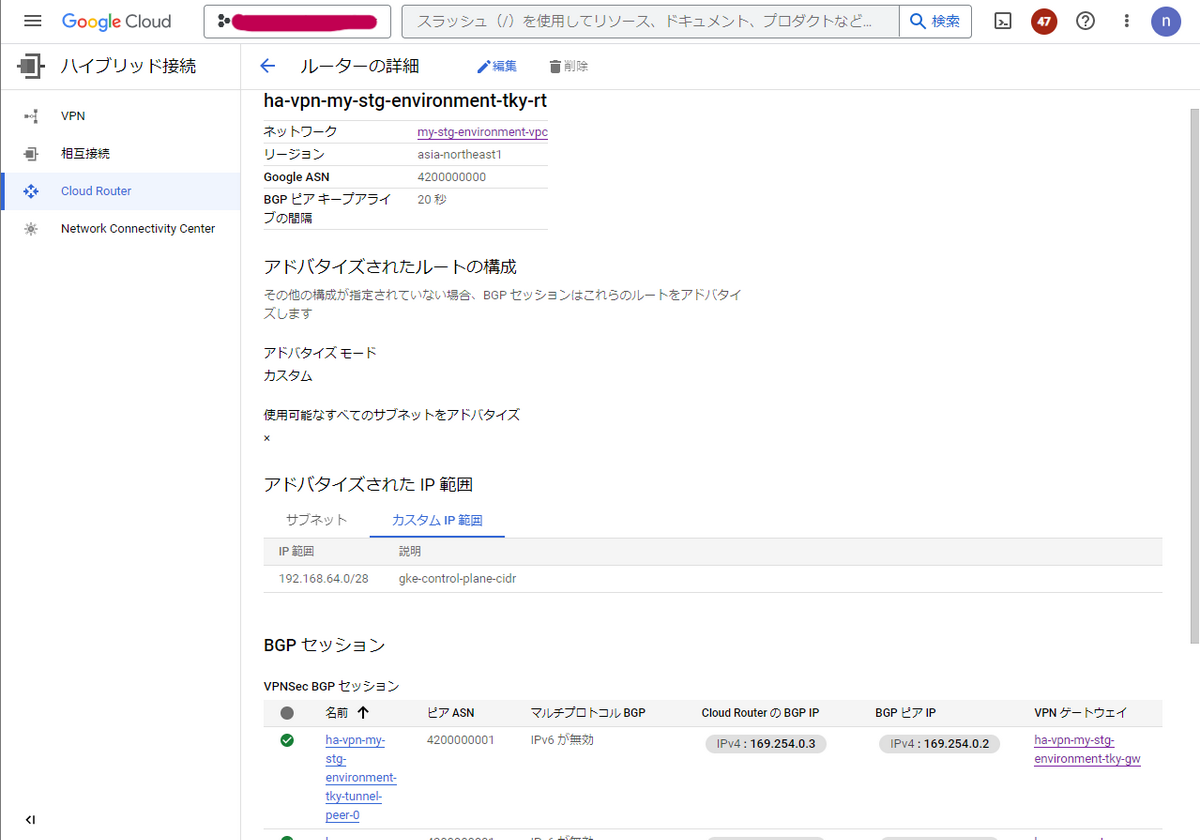 Google Cloud
スラッシュ（/）を使用してリソース、ドキュメント、プロダクトなど...
検索
47
n
ハイブリッド接続
ルーターの詳細
編集
削除
VPN
相互接続
Cloud Router
Network Connectivity Center
ha-vpn-my-stg-environment-tky-rt
ネットワーク my-stg-environment-vpc
リージョン asia-northeast1
Google ASN 4200000000
BGP ピア キープアライ 20 秒
ブの間隔
アドバタイズされたルートの構成
その他の構成が指定されていない場合、BGP セッションはこれらのルートをアドバタイ
ズします
アドバタイズ モード
カスタム
使用可能なすべてのサブネットをアドバタイズ
×
アドバタイズされた IP 範囲
サブネット カスタム IP 範囲
IP 範囲 説明
192.168.64.0/28 gke-control-plane-cidr
BGP セッション
VPNSec BGP セッション
名前 ピア ASN マルチプロトコル BGP Cloud Router の BGP IP BGP ピア IP VPN ゲートウェイ
ha-vpn-my- 4200000001 IPv6 が無効 IPv4 : 169.254.0.3 IPv4 : 169.254.0.2 ha-vpn-my-stg-
stg- environment-tky-gw
environment-
tky-tunnel-
peer-0